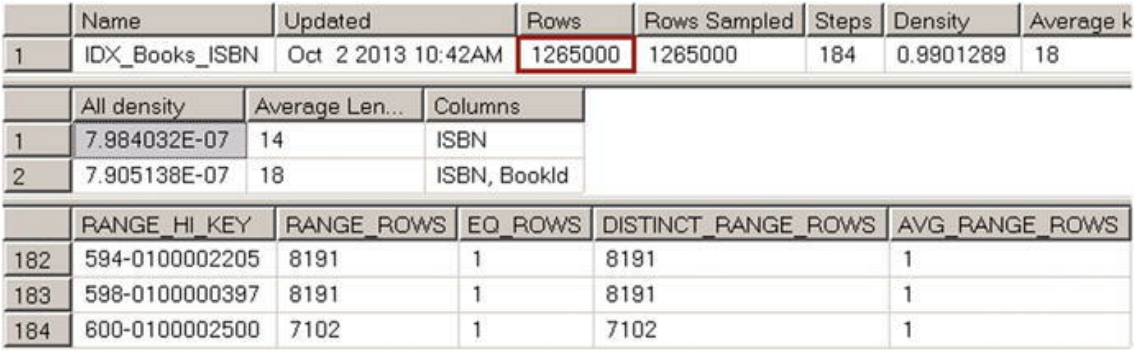 Name Updated Rows Rows Sampled Steps Density Average k
1 IDX_Books_ISBN Oct 2 2013 10:42AM 1265000 1265000 184 0.9901289 18
All density Average Len... Columns
1 7.984032E-07 14 ISBN
2 7.905138E-07 18 ISBN, BookId
RANGE_HI_KEY RANGE_ROWS EQ_ROWS DISTINCT_RANGE_ROWS AVG_RANGE_ROWS
182 594-0100002205 8191 1 8191 1
183 598-0100000397 8191 1 8191 1
184 600-0100002500 7102 1 7102 1